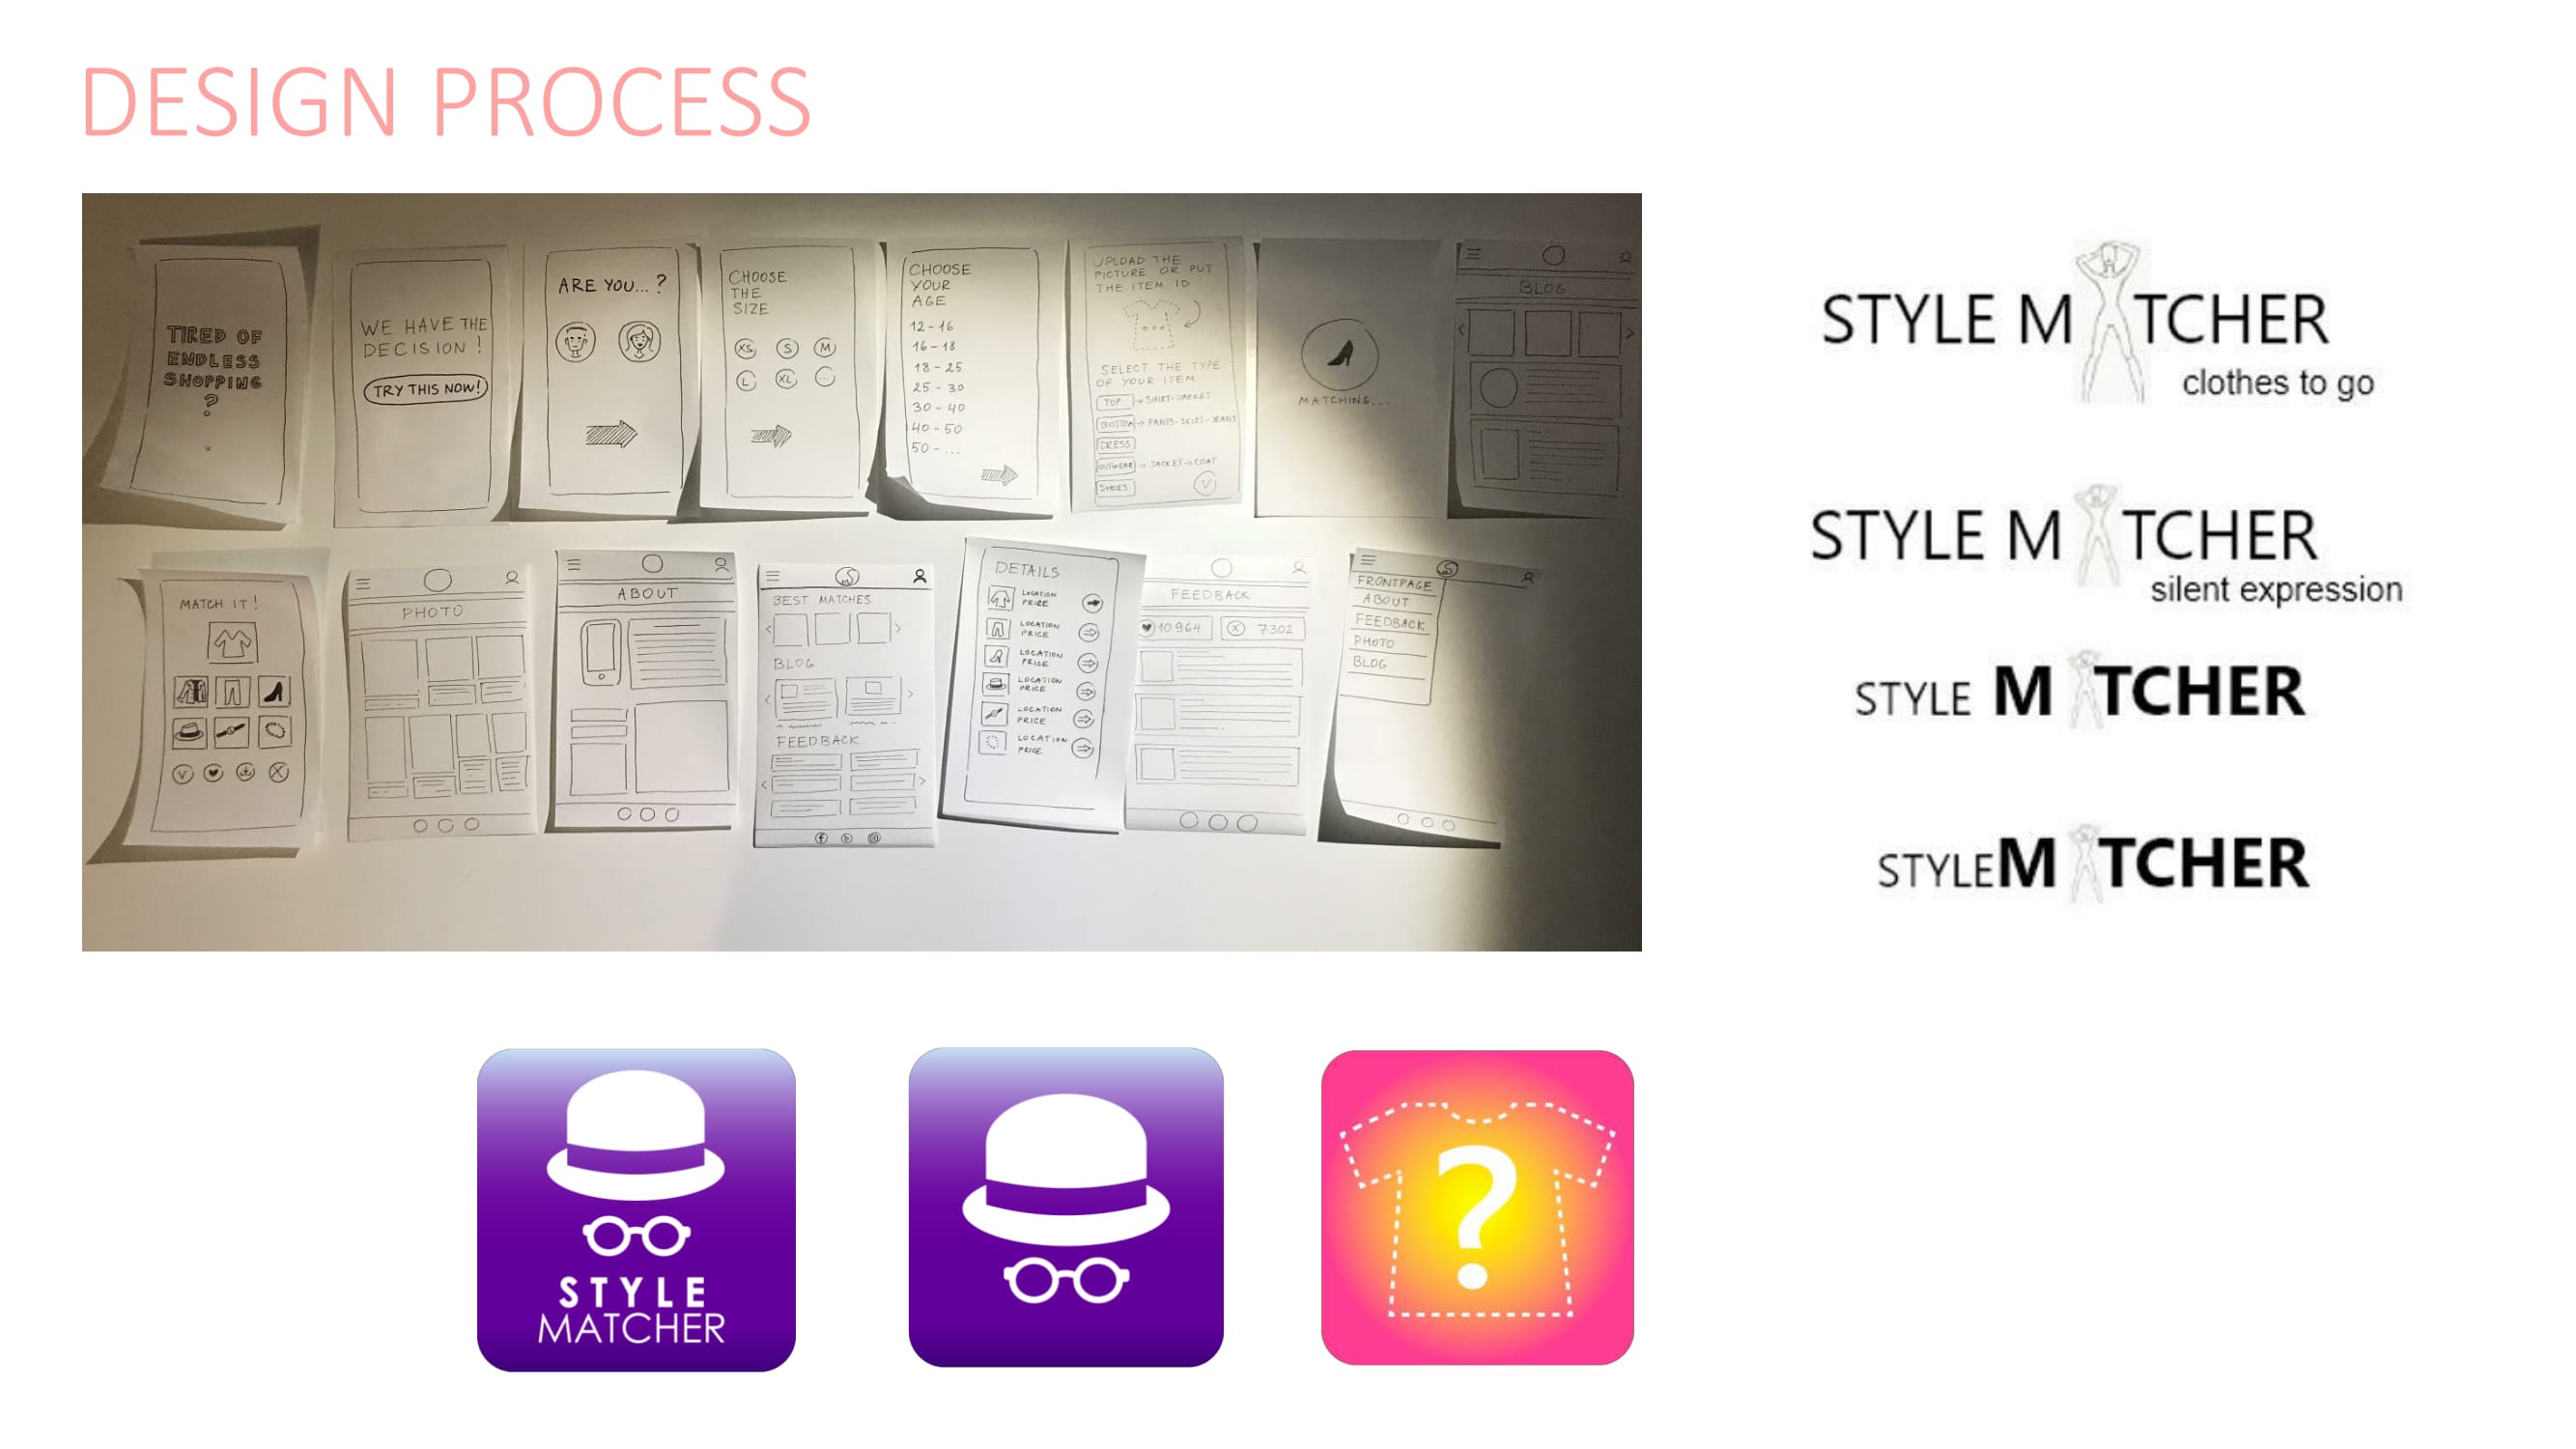 DESIGN PROCESS
TIRED OF
ENDLESS
SHOPPING
?
WE HAVE THE
DECISION!
TRY THIS NOW!
ARE YOU...?
CHOOSE
THE
SIZE
XS S M
L XL ...
CHOOSE
YOUR
AGE
12-16
16-18
18-25
25-30
30-40
40-50
50-...
UPLOAD THE
PICTURE OR PUT
THE ITEM ID
SELECT THE TYPE
OF YOUR ITEM
TOP → SHIRT-JACKET
BOTTOM → PANTS-SKIRT-JEANS
DRESS
OUTWEAR → JACKET → COAT
SHOES
V
MATCHING...
BLOG
MATCH IT!
V
PHOTO
ABOUT
S
BEST MATCHES
BLOG
FEEDBACK
DETAILS
LOCATION
PRICE
LOCATION
PRICE
LOCATION
PRICE
LOCATION
PRICE
LOCATION
PRICE
LOCATION
PRICE
FEEDBACK
10964 7302
S
FRONTPAGE
ABOUT
FEEDBACK
PHOTO
BLOG
STYLE M TCHER
clothes to go
STYLE M TCHER
silent expression
STYLE M TCHER
STYLEM TCHER
STYLE
MATCHER
?